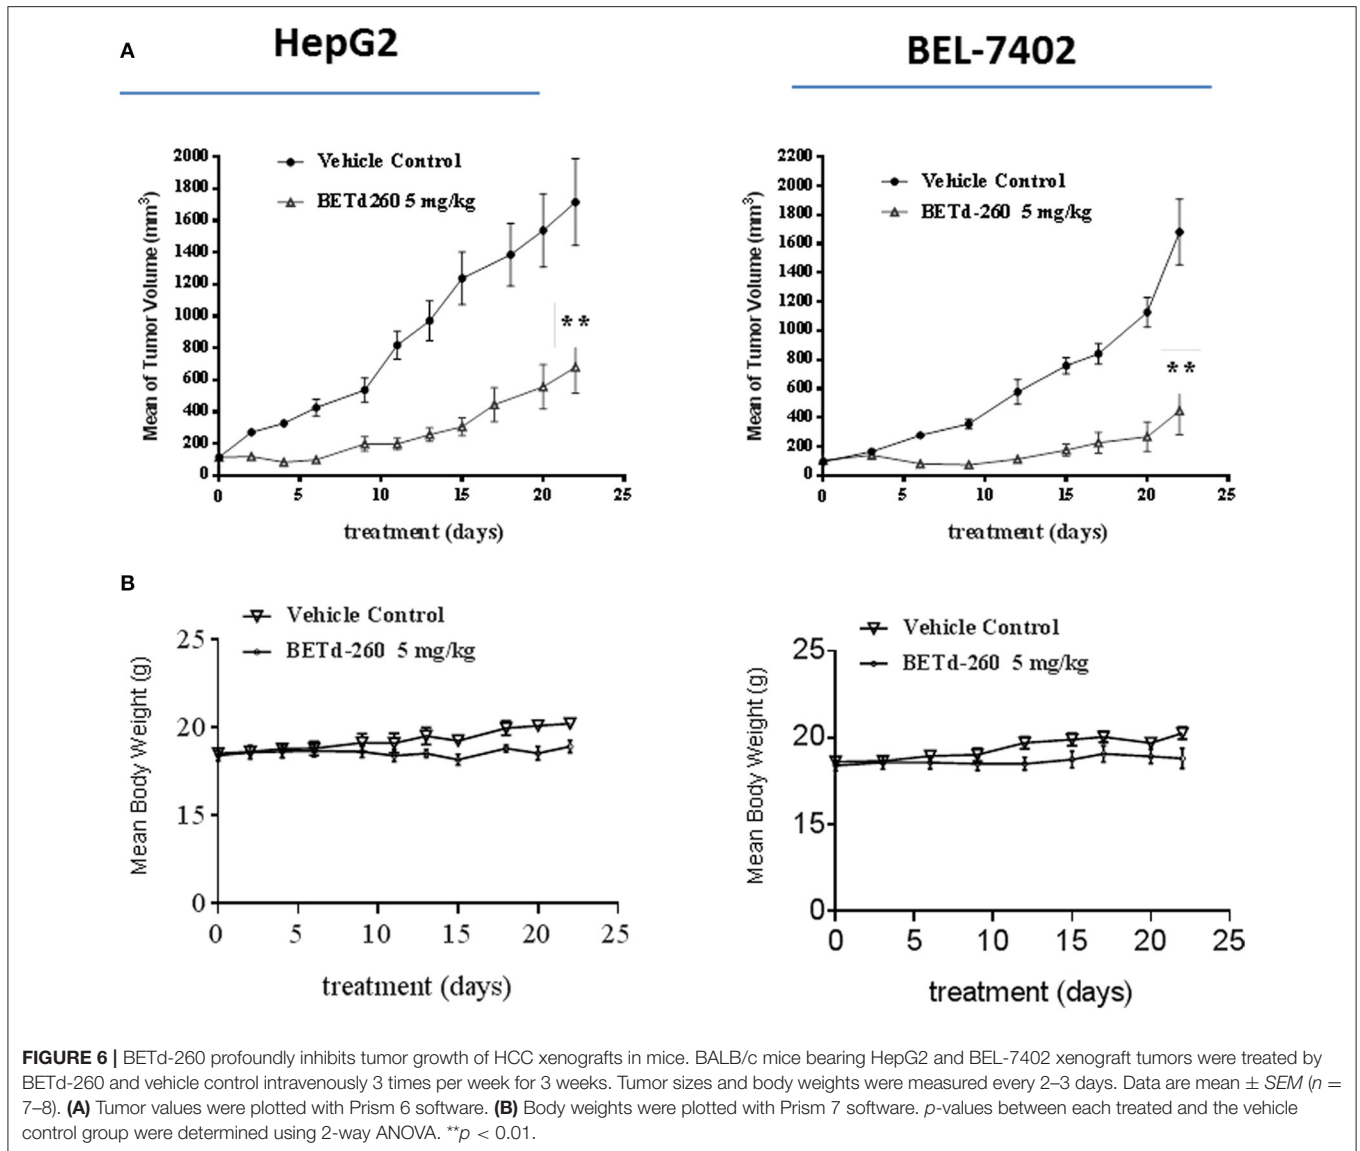 A
HepG2
BEL-7402
Mean of Tumor Volume (mm³)
2000
1800
1600
1400
1200
1000
800
600
400
200
0
Vehicle Control
BETd260 5 mg/kg
**
0 5 10 15 20 25
treatment (days)
Mean of Tumor Volume (mm³)
2200
2000
1800
1600
1400
1200
1000
800
600
400
200
0
Vehicle Control
BETd-260 5 mg/kg
**
0 5 10 15 20 25
treatment (days)
B
Mean Body Weight (g)
25
20
15
0
Vehicle Control
BETd-260 5 mg/kg
0 5 10 15 20 25
treatment (days)
Mean Body Weight (g)
25
20
15
0
Vehicle Control
BETd-260 5 mg/kg
0 5 10 15 20 25
treatment (days)
FIGURE 6 | BETd-260 profoundly inhibits tumor growth of HCC xenografts in mice. BALB/c mice bearing HepG2 and BEL-7402 xenograft tumors were treated by
BETd-260 and vehicle control intravenously 3 times per week for 3 weeks. Tumor sizes and body weights were measured every 2–3 days. Data are mean ± SEM (n =
7–8). (A) Tumor values were plotted with Prism 6 software. (B) Body weights were plotted with Prism 7 software. p-values between each treated and the vehicle
control group were determined using 2-way ANOVA. **p < 0.01.